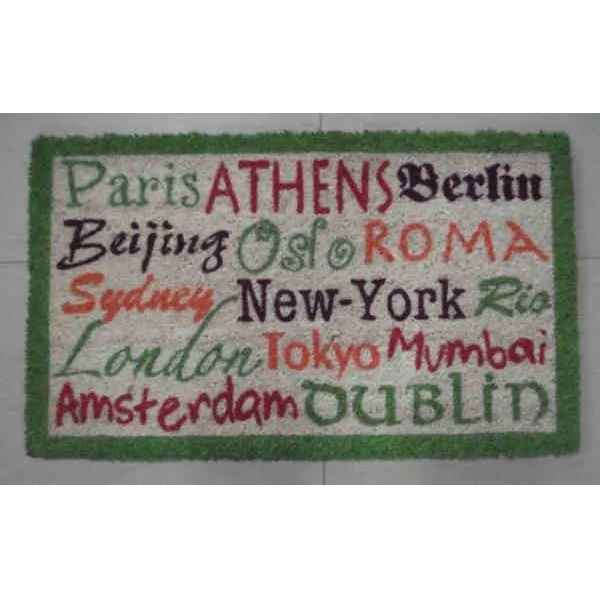 Paris ATHENS Berlin
Beijing Oslo ROMA
Sydney New-York Rio
London Tokyo Mumbai
Amsterdam DUBLIN